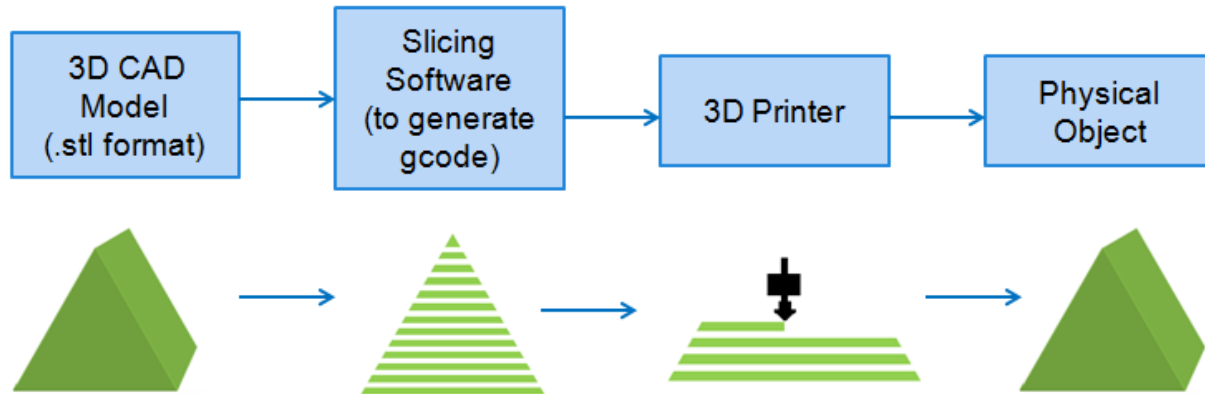 3D CAD
Model
(.stl format)
Slicing
Software
(to generate
gcode)
3D Printer
Physical
Object